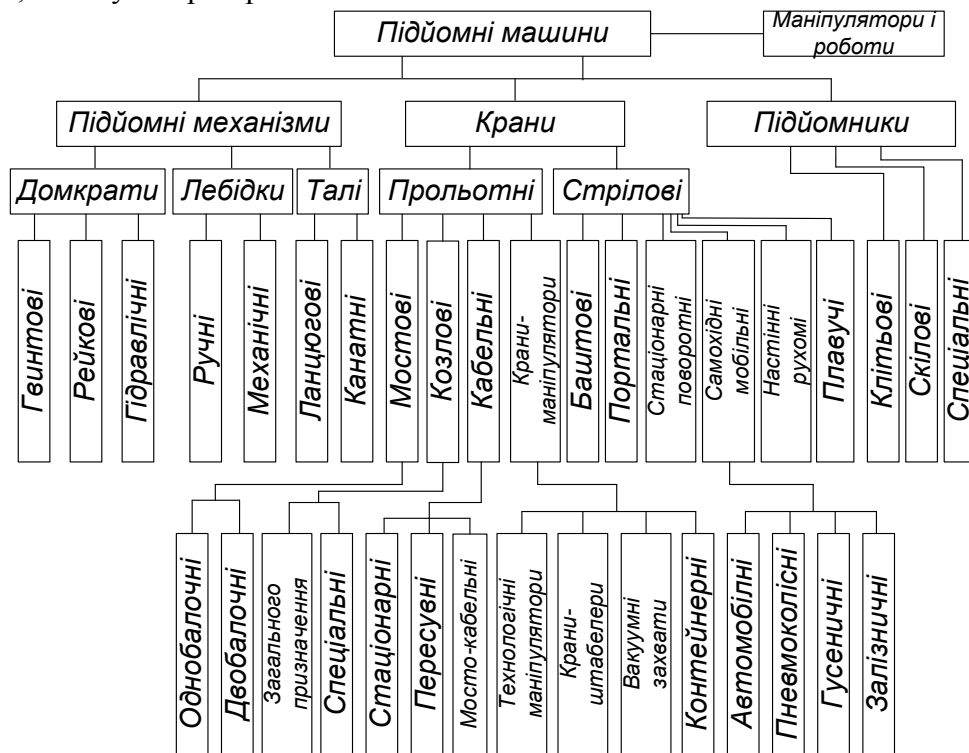 Підйомні машини
Маніпулятори і
роботи
Підйомні механізми
Крани
Підйомники
Домкрати
Лебідки
Талі
Прольотні
Стрілові
Гвинтові
Рейкові
Гідравлічні
Ручні
Механічні
Ланцюгові
Канатні
Мостові
Козлові
Кабельні
Крани-
маніпулятори
Баштові
Портальні
Стаціонарні
поворотні
Самохідні
мобільні
Настінні
рухомі
Плавучі
Клітьові
Скілові
Спеціальні
Однобалочні
Двобалочні
Загального
призначення
Спеціальні
Стаціонарні
Пересувні
Мосто-кабельні
Технологічні
маніпулятори
Крани-
штабелери
Вакуумні
захвати
Контейнерні
Автомобілні
Пневмоколісні
Гусеничні
Залізничні